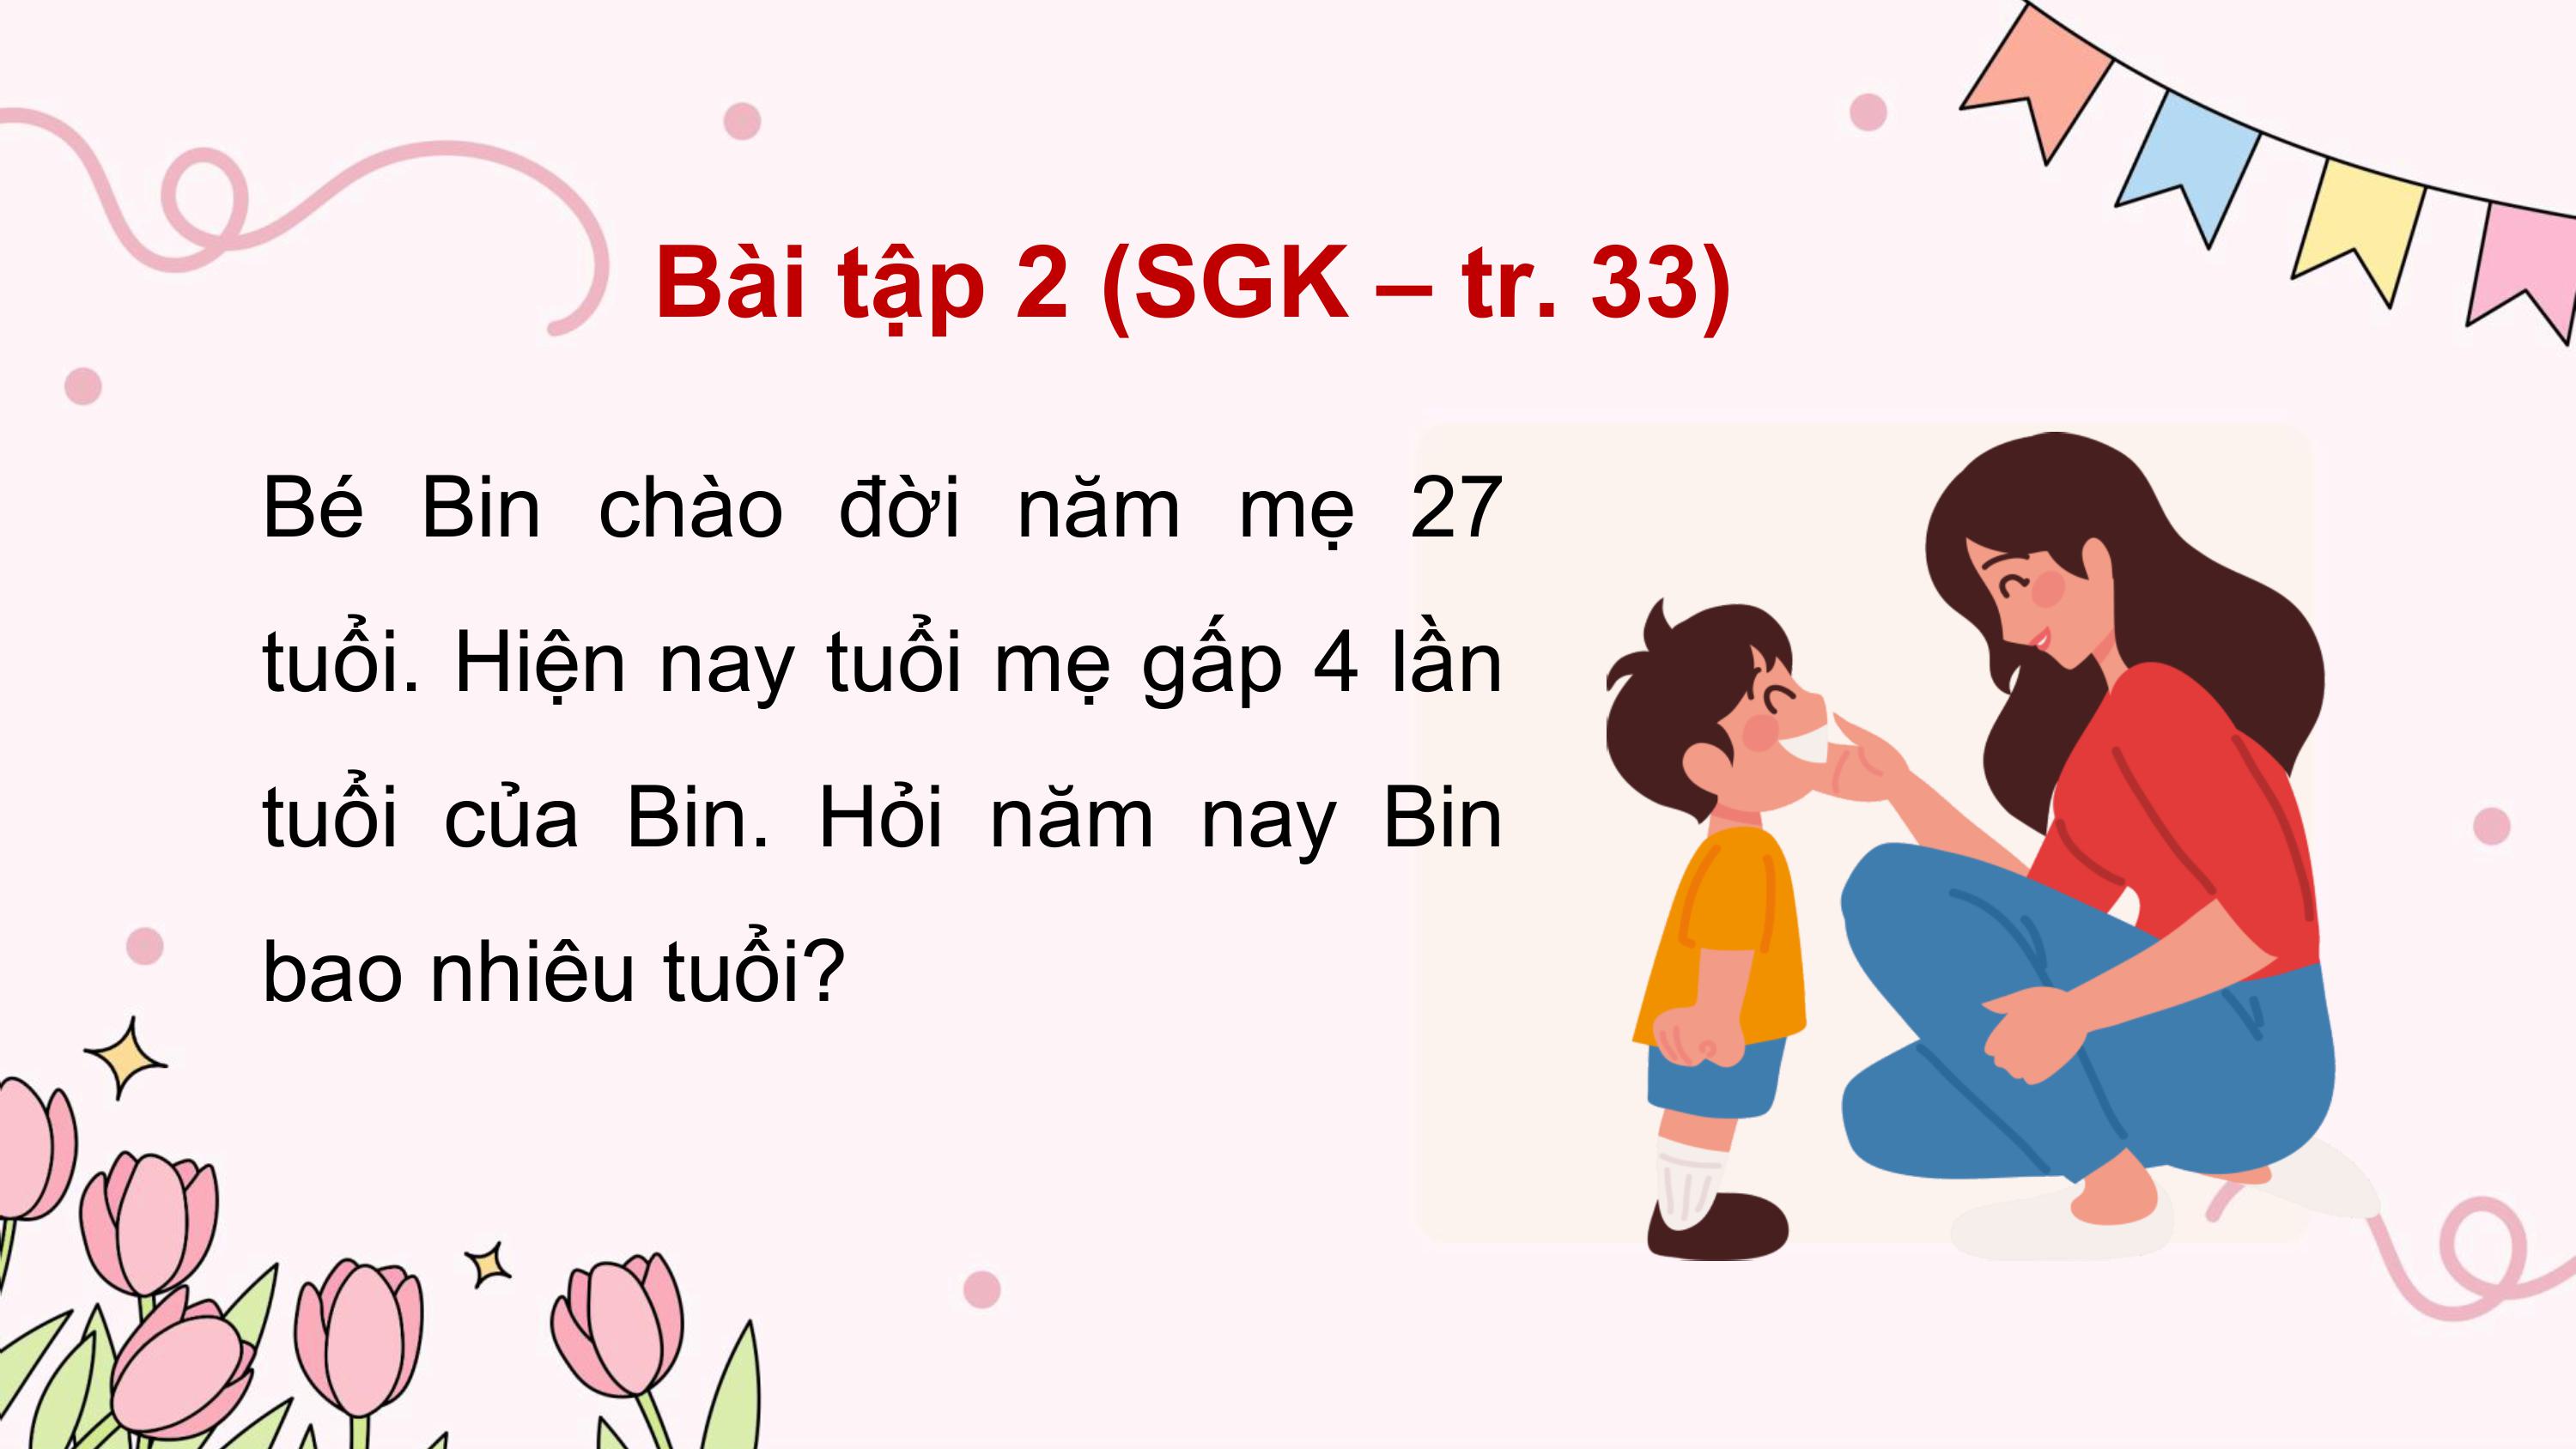 Bài tập 2 (SGK – tr. 33)
Bé Bin chào đời năm mẹ 27
tuổi. Hiện nay tuổi mẹ gấp 4 lần
tuổi của Bin. Hỏi năm nay Bin
bao nhiêu tuổi?